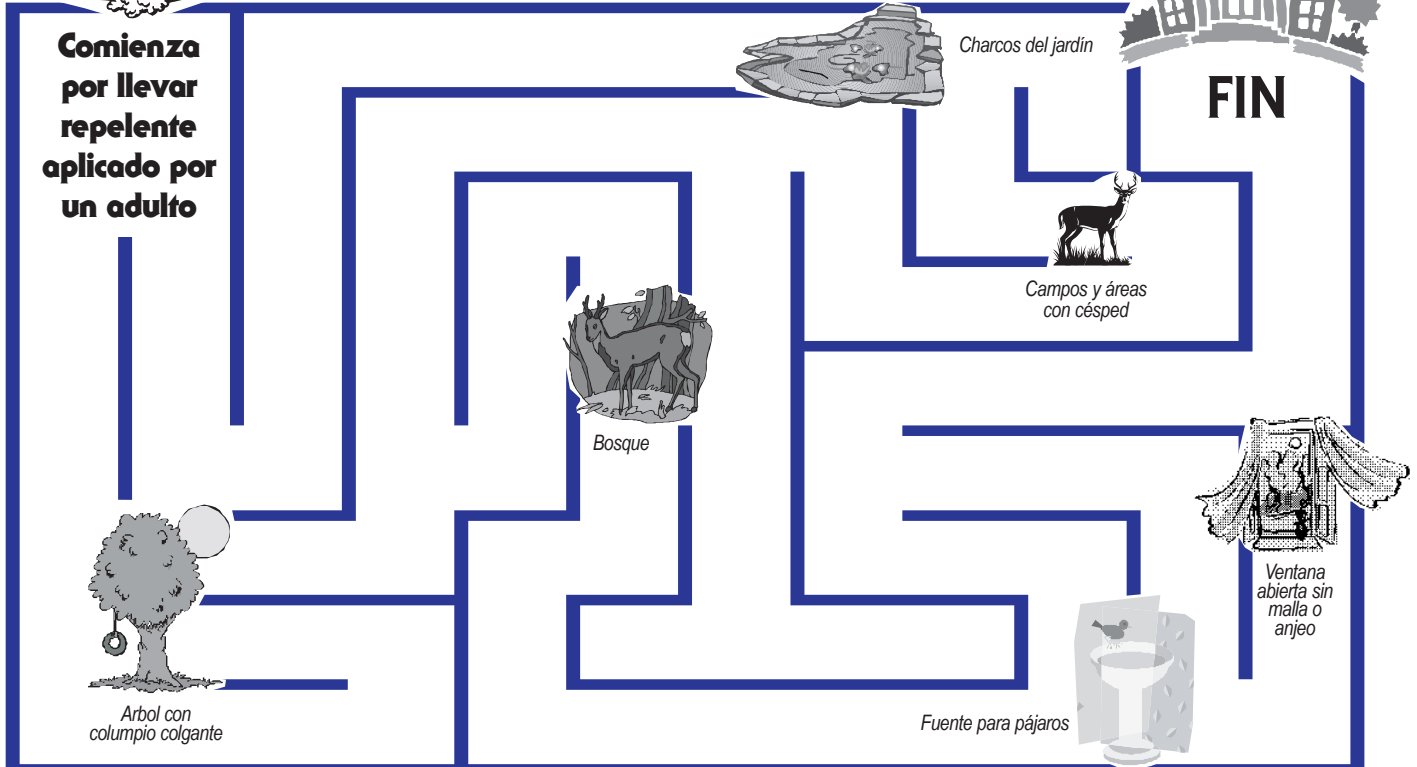 Comienza
por llevar
repelente
aplicado por
un adulto
Charcos del jardín
FIN
Campos y áreas
con césped
Bosque
Ventana
abierta sin
malla o
anjeo
Arbol con
columpio colgante
Fuente para pájaros